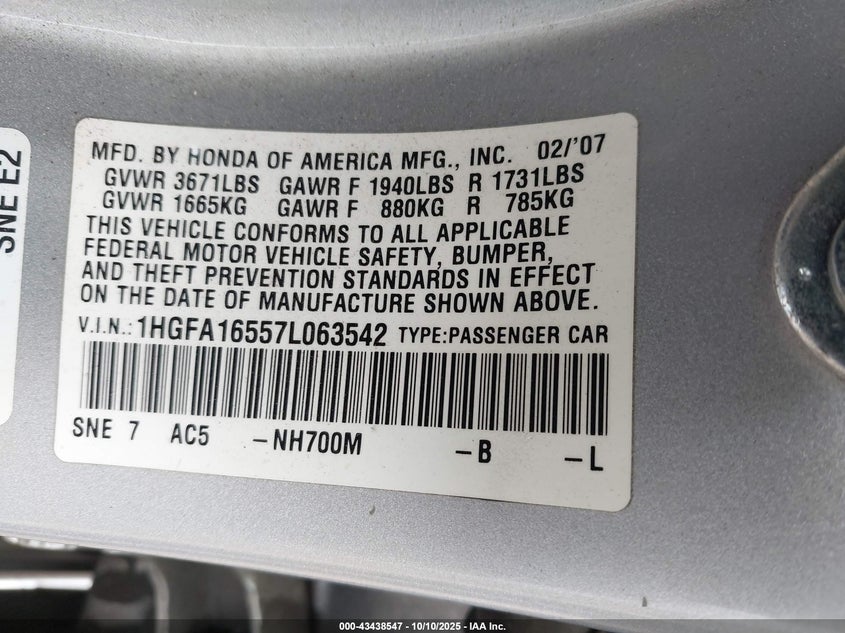 SNE E2
MFD. BY HONDA OF AMERICA MFG., INC. 02/'07
GVWR 3671LBS GAWR F 1940LBS R 1731LBS
GVWR 1665KG GAWR F 880KG R 785KG
THIS VEHICLE CONFORMS TO ALL APPLICABLE
FEDERAL MOTOR VEHICLE SAFETY, BUMPER,
AND THEFT PREVENTION STANDARDS IN EFFECT
ON THE DATE OF MANUFACTURE SHOWN ABOVE.
V.I.N.: 1HGFA16557L063542 TYPE:PASSENGER CAR
SNE 7 AC5 -NH700M -B -L
000-43438547 - 10/10/2025 - IAA Inc.